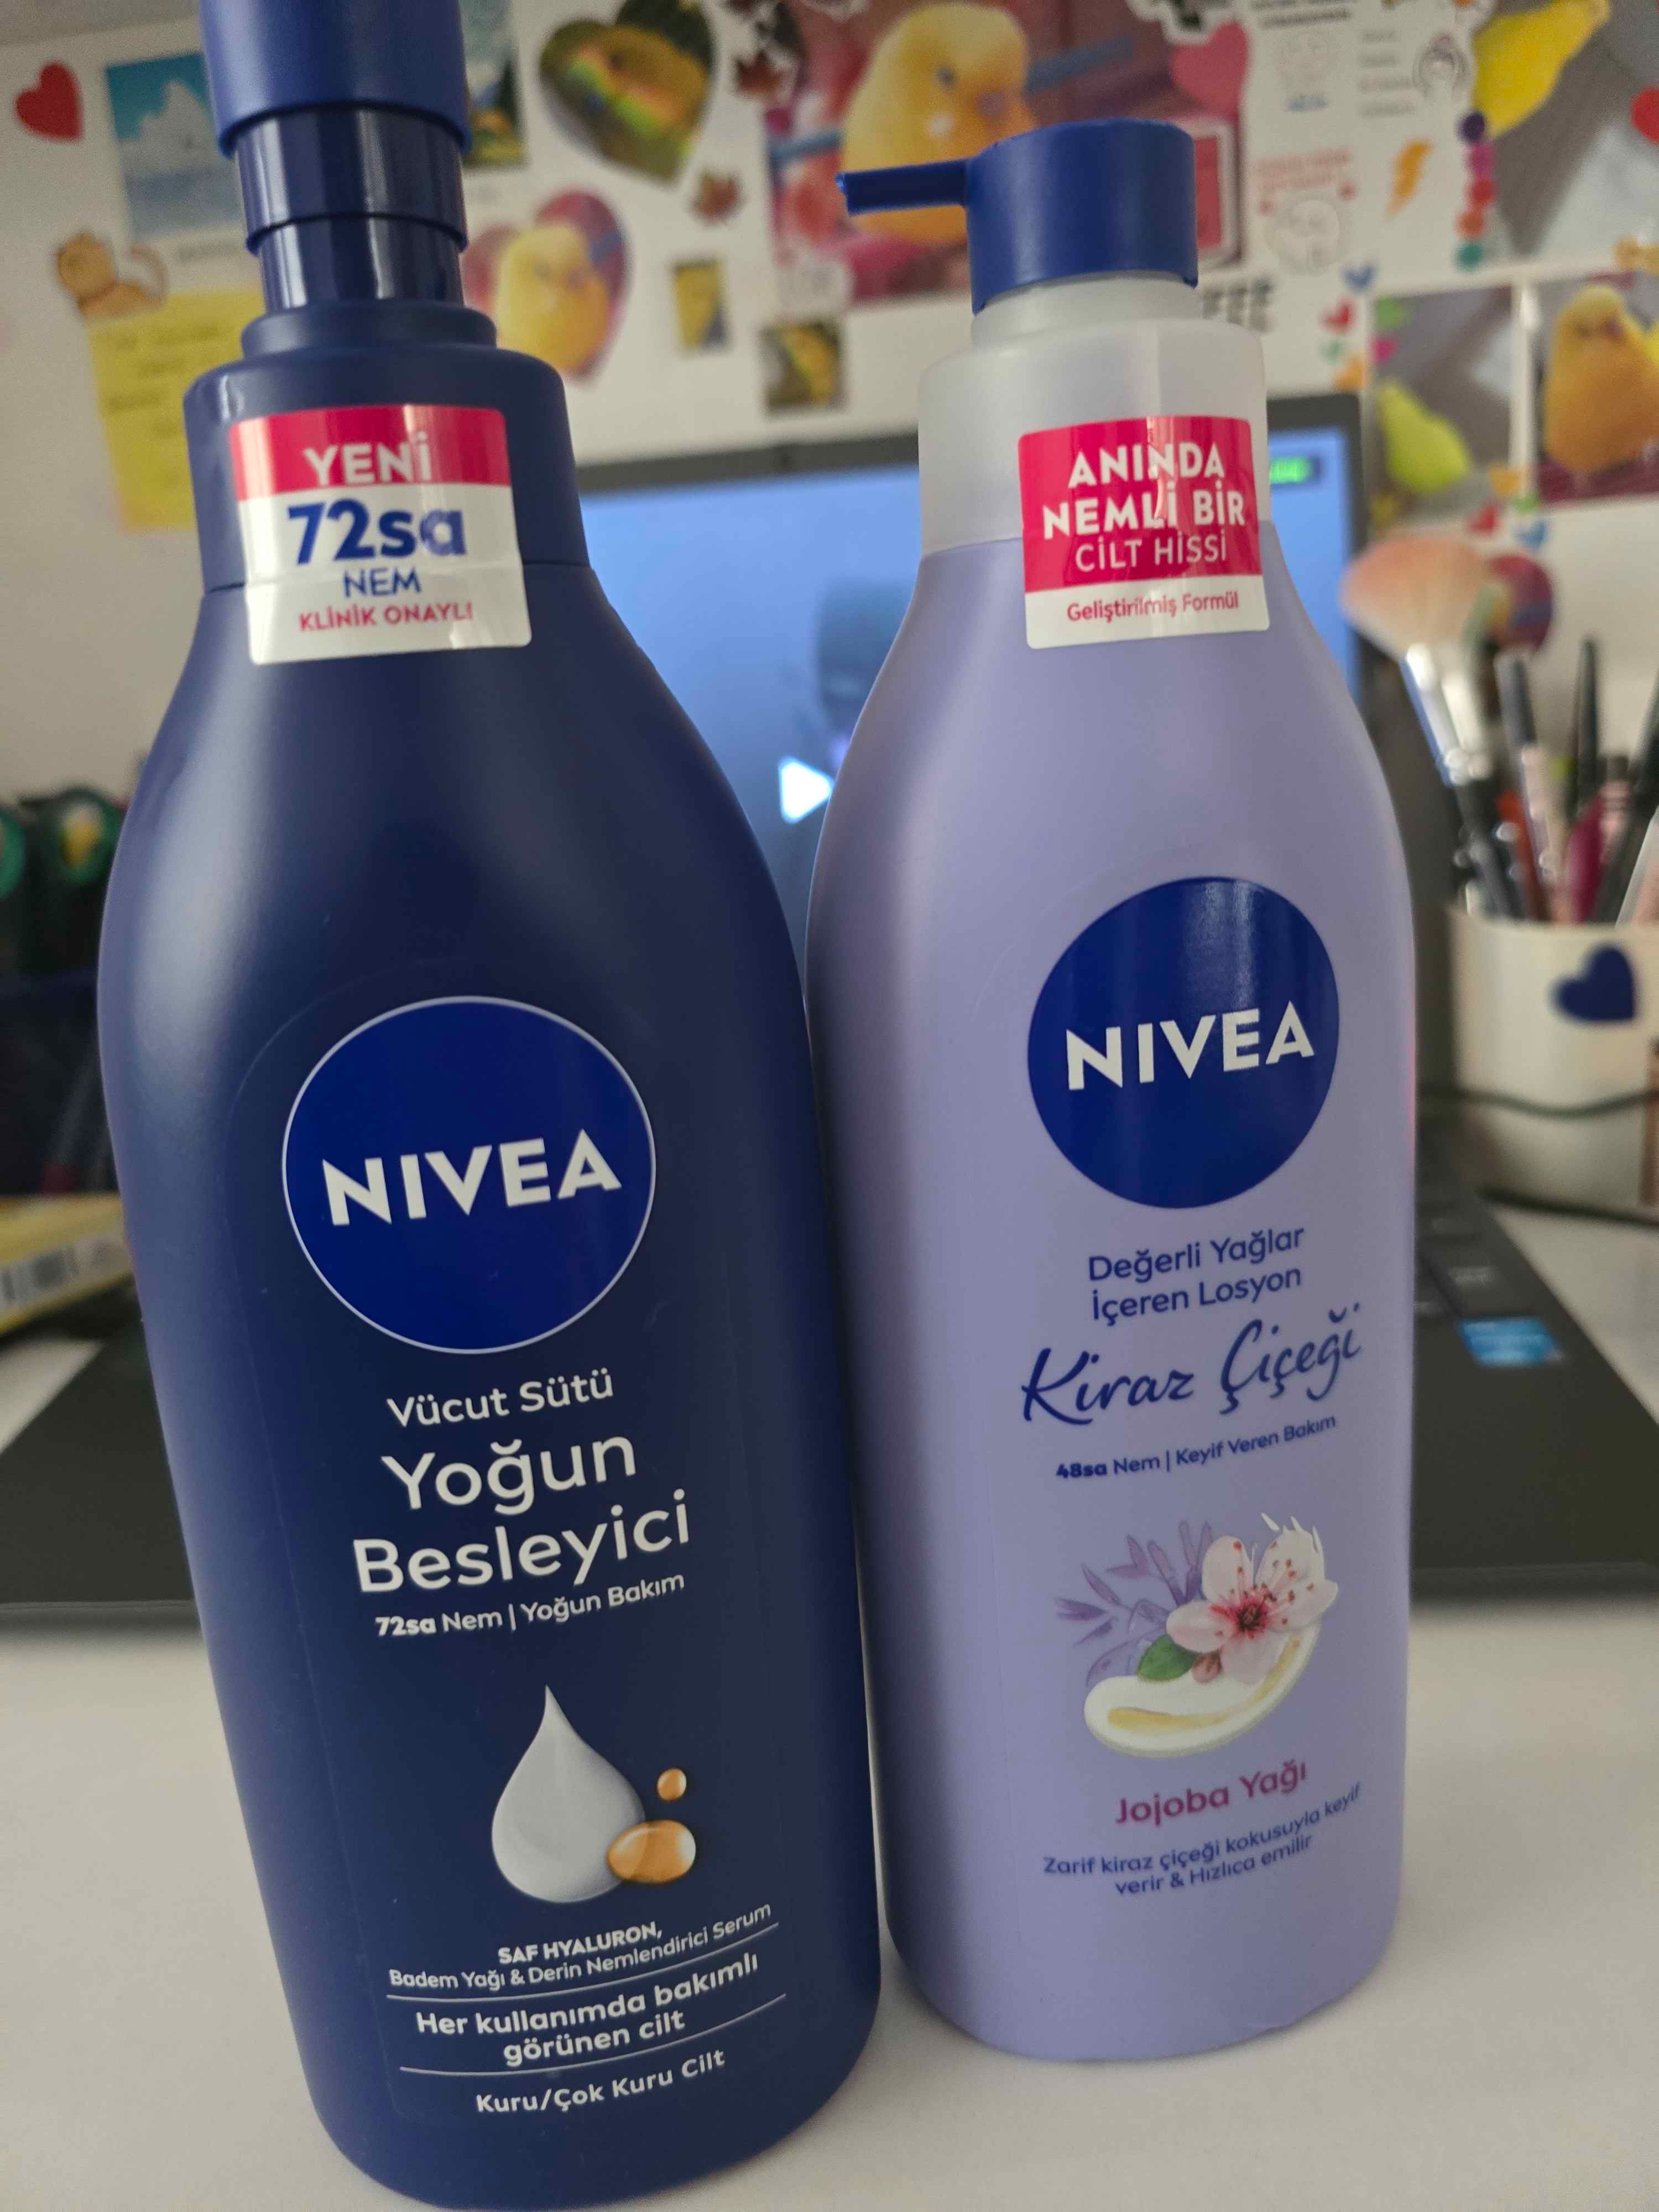 YENİ
72sa
NEM
KLİNİK ONAYLI
NIVEA
Vücut Sütü
Yoğun
Besleyici
72sa Nem | Yoğun Bakım
SAF HYALURON,
Badem Yağı & Derin Nemlendirici Serum
Her kullanımda bakımlı
görünen cilt
Kuru/Çok Kuru Cilt
ANINDA
NEMLİ BİR
CİLT HİSSİ
Geliştirilmiş Formül
NIVEA
Değerli Yağlar
İçeren Losyon
Kiraz Çiçeği
48sa Nem | Keyif Veren Bakım
Jojoba Yağı
Zarif kiraz çiçeği kokusuyla keyif
verir & Hızlıca emilir